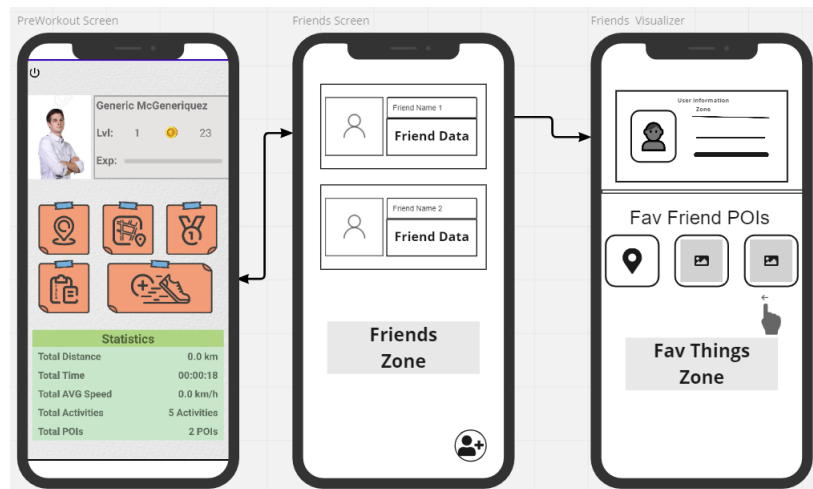 PreWorkout Screen
Friends Screen
Friends Visualizer
Generic McGeneriquez
Lvl: 1 23
Exp:
1
Statistics
Total Distance 0.0 km
Total Time 00:00:18
Total AVG Speed 0.0 km/h
Total Activities 5 Activities
Total POIs 2 POIs
Friend Name 1
Friend Data
Friend Name 2
Friend Data
Friends
Zone
User Information
Zone
Fav Friend POIs
Fav Things
Zone